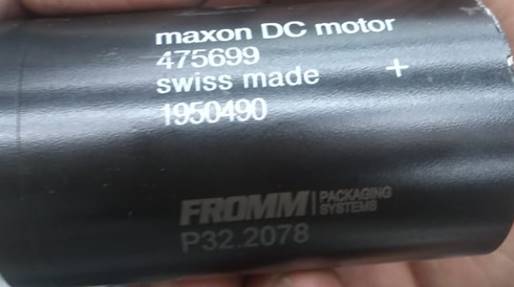 maxon DC motor
475699
swiss made +
1950490
FROMM PACKAGING SYSTEMS
P32.2078